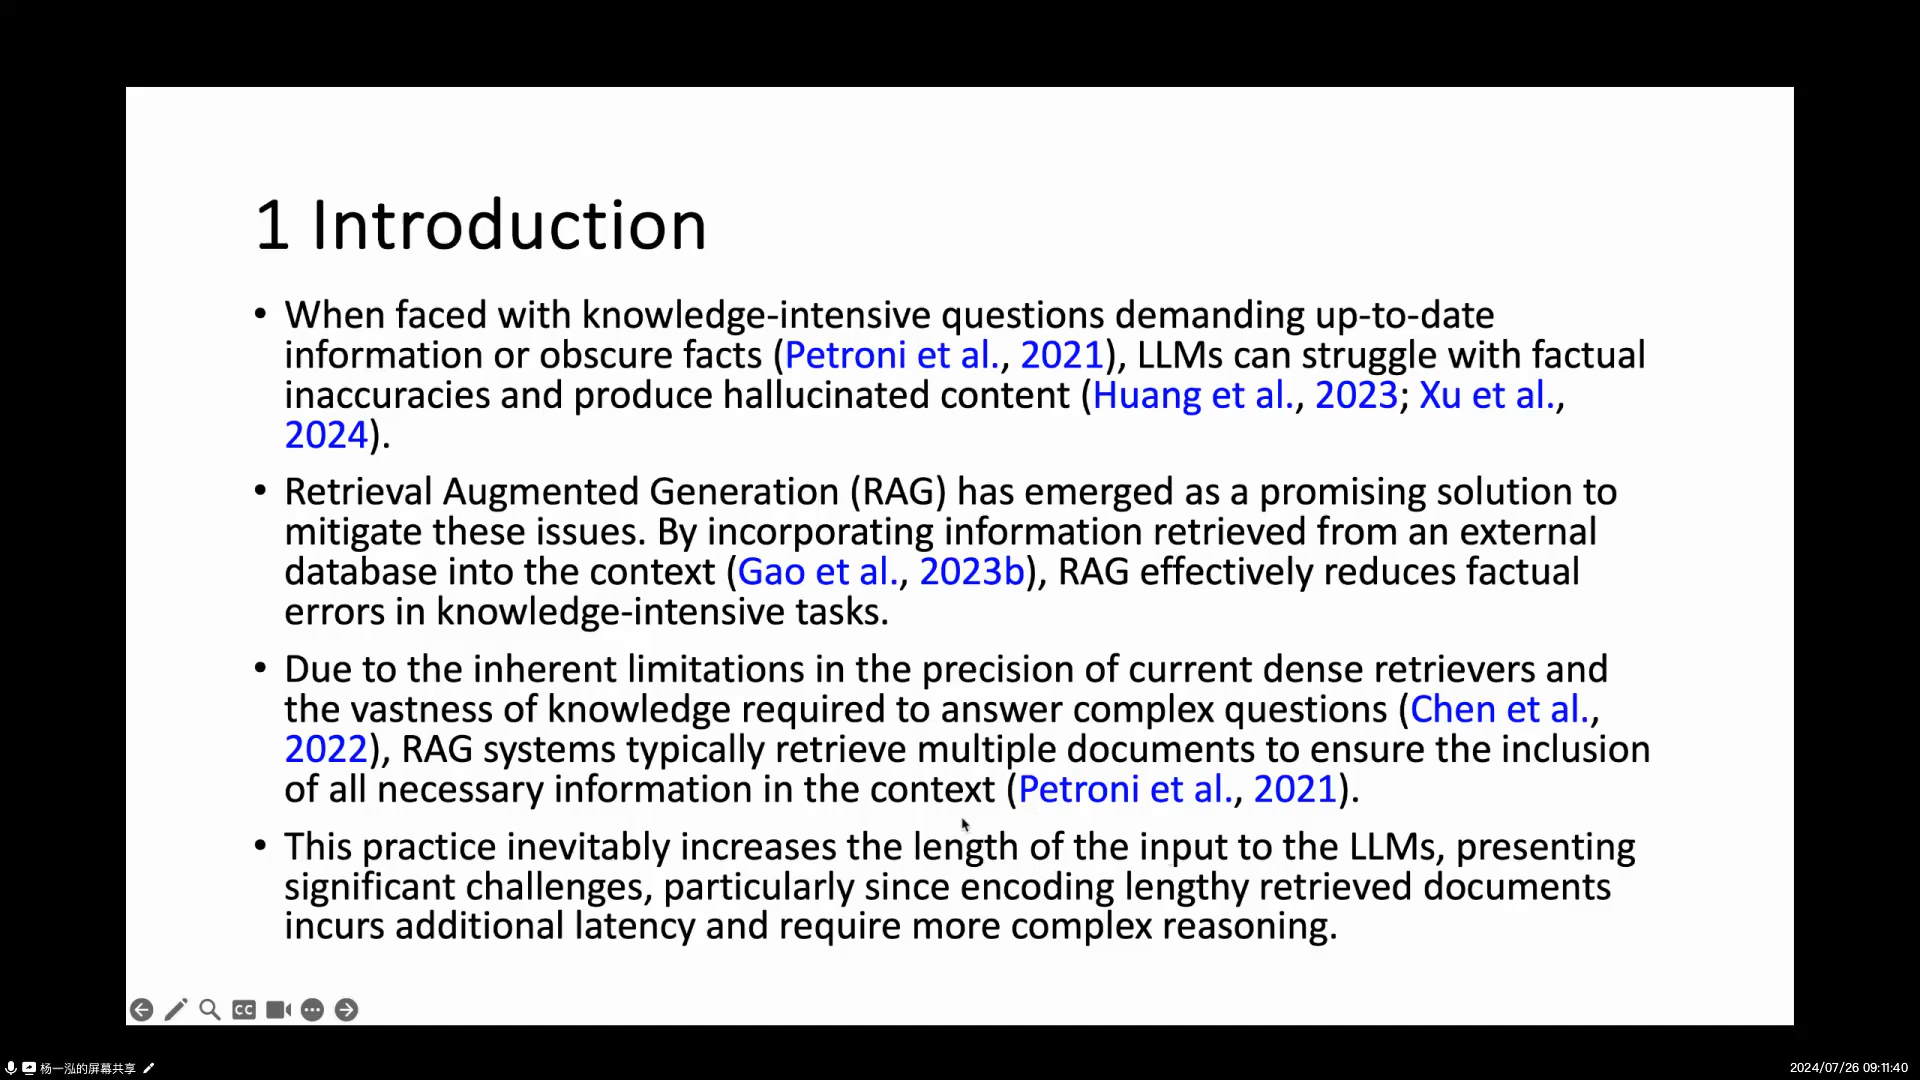 1 Introduction
• When faced with knowledge-intensive questions demanding up-to-date
information or obscure facts (Petroni et al., 2021), LLMs can struggle with factual
inaccuracies and produce hallucinated content (Huang et al., 2023; Xu et al.,
2024).
• Retrieval Augmented Generation (RAG) has emerged as a promising solution to
mitigate these issues. By incorporating information retrieved from an external
database into the context (Gao et al., 2023b), RAG effectively reduces factual
errors in knowledge-intensive tasks.
• Due to the inherent limitations in the precision of current dense retrievers and
the vastness of knowledge required to answer complex questions (Chen et al.,
2022), RAG systems typically retrieve multiple documents to ensure the inclusion
of all necessary information in the context (Petroni et al., 2021).
• This practice inevitably increases the length of the input to the LLMs, presenting
significant challenges, particularly since encoding lengthy retrieved documents
incurs additional latency and require more complex reasoning.
CC
杨一泓的屏幕共享
2024/07/26 09:11:40